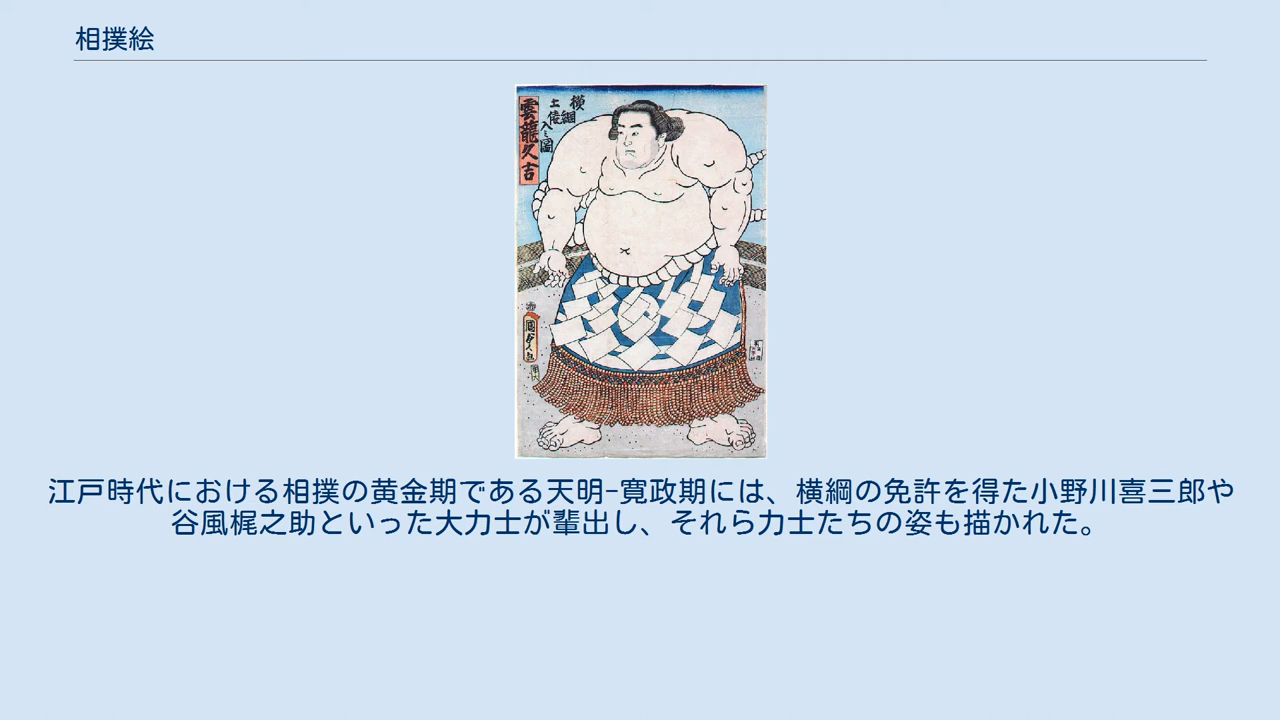 相撲絵
横綱
土俵
入之圖
雲龍久吉
江戸時代における相撲の黄金期である天明-寛政期には、横綱の免許を得た小野川喜三郎や
谷風梶之助といった大力士が輩出し、それら力士たちの姿も描かれた。